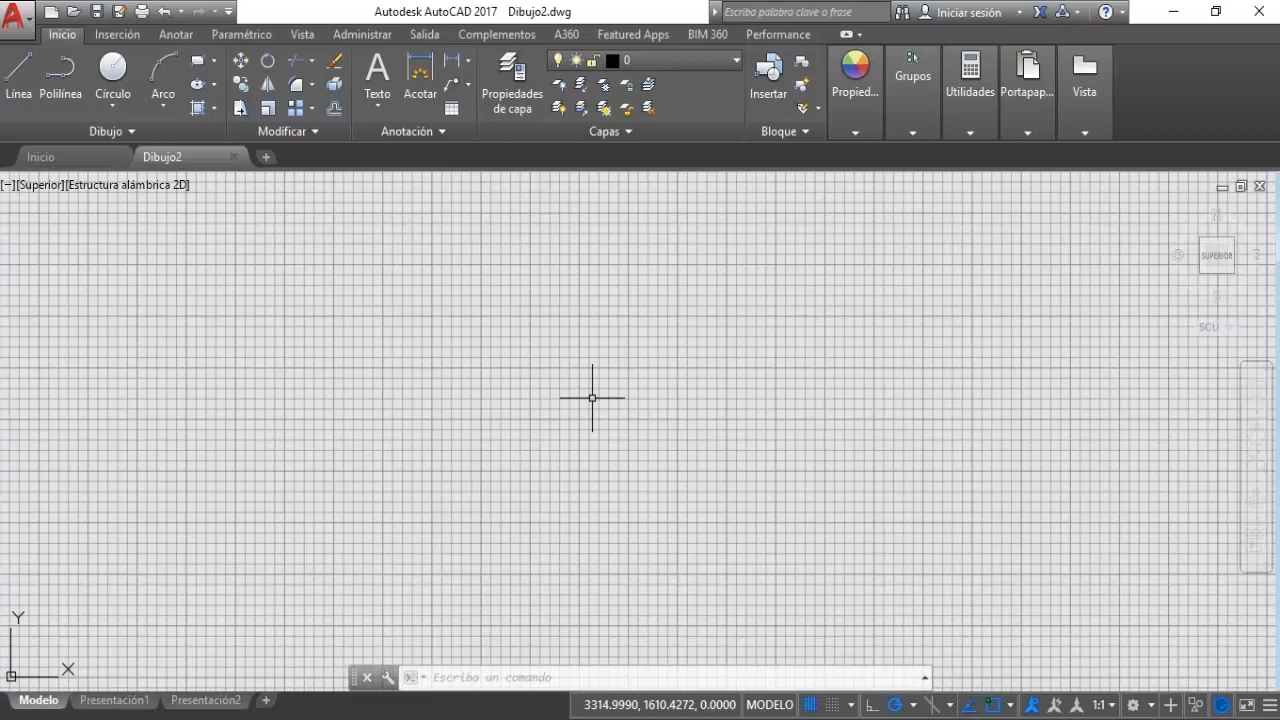 Autodesk AutoCAD 2017 Dibujo2.dwg
Escriba palabra clave o frase
Iniciar sesión
Inicio Inserción Anotar Paramétrico Vista Administrar Salida Complementos A360 Featured Apps BIM 360 Performance
0
Línea Polilínea Círculo Arco Texto Acotar Propiedades de capa Insertar Propied... Grupos Utilidades Portapap... Vista
Dibujo Modificar Anotación Capas Bloque
Inicio Dibujo2
[−][Superior][Estructura alámbrica 2D]
N
SUPERIOR
S
SCU
Y
X
Escriba un comando
Modelo Presentación1 Presentación2
3314.9990, 1610.4272, 0.0000 MODELO 1:1